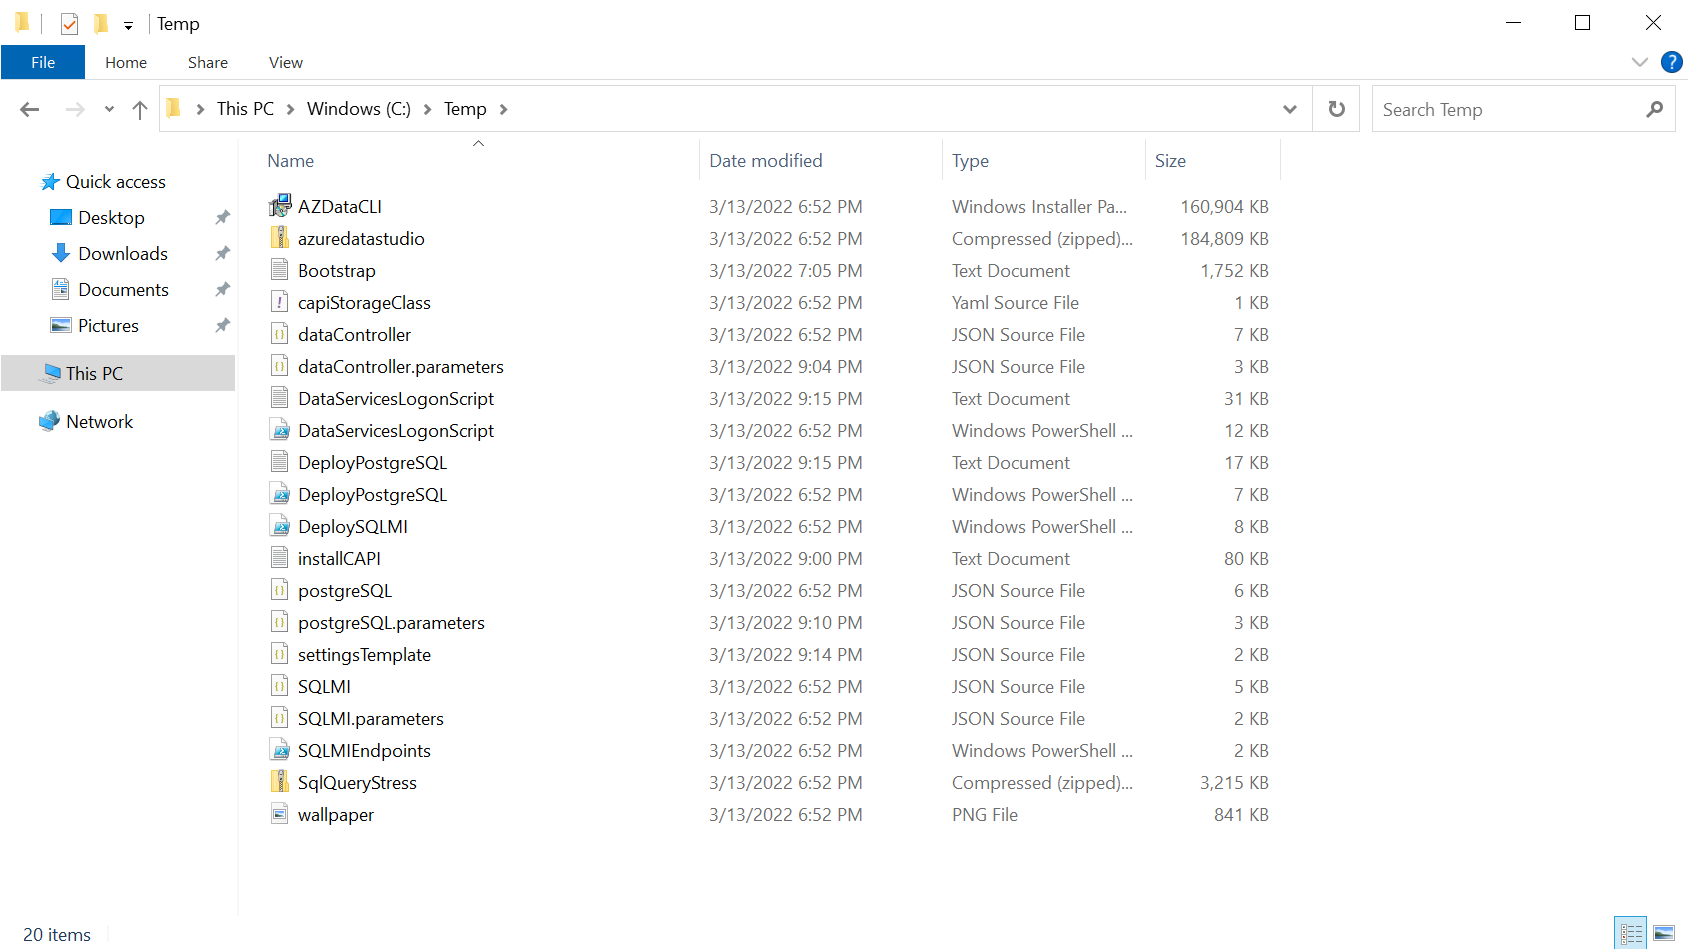 Temp
File Home Share View ?
This PC Windows (C:) Temp Search Temp
Name Date modified Type Size
Quick access
Desktop
Downloads
Documents
Pictures
This PC
Network
AZDataCLI 3/13/2022 6:52 PM Windows Installer Pa... 160,904 KB
azuredatastudio 3/13/2022 6:52 PM Compressed (zipped)... 184,809 KB
Bootstrap 3/13/2022 7:05 PM Text Document 1,752 KB
capiStorageClass 3/13/2022 6:52 PM Yaml Source File 1 KB
dataController 3/13/2022 6:52 PM JSON Source File 7 KB
dataController.parameters 3/13/2022 9:04 PM JSON Source File 3 KB
DataServicesLogonScript 3/13/2022 9:15 PM Text Document 31 KB
DataServicesLogonScript 3/13/2022 6:52 PM Windows PowerShell ... 12 KB
DeployPostgreSQL 3/13/2022 9:15 PM Text Document 17 KB
DeployPostgreSQL 3/13/2022 6:52 PM Windows PowerShell ... 7 KB
DeploySQLMI 3/13/2022 6:52 PM Windows PowerShell ... 8 KB
installCAPI 3/13/2022 9:00 PM Text Document 80 KB
postgreSQL 3/13/2022 6:52 PM JSON Source File 6 KB
postgreSQL.parameters 3/13/2022 9:10 PM JSON Source File 3 KB
settingsTemplate 3/13/2022 9:14 PM JSON Source File 2 KB
SQLMI 3/13/2022 6:52 PM JSON Source File 5 KB
SQLMI.parameters 3/13/2022 6:52 PM JSON Source File 2 KB
SQLMIEndpoints 3/13/2022 6:52 PM Windows PowerShell ... 2 KB
SqlQueryStress 3/13/2022 6:52 PM Compressed (zipped)... 3,215 KB
wallpaper 3/13/2022 6:52 PM PNG File 841 KB
20 items